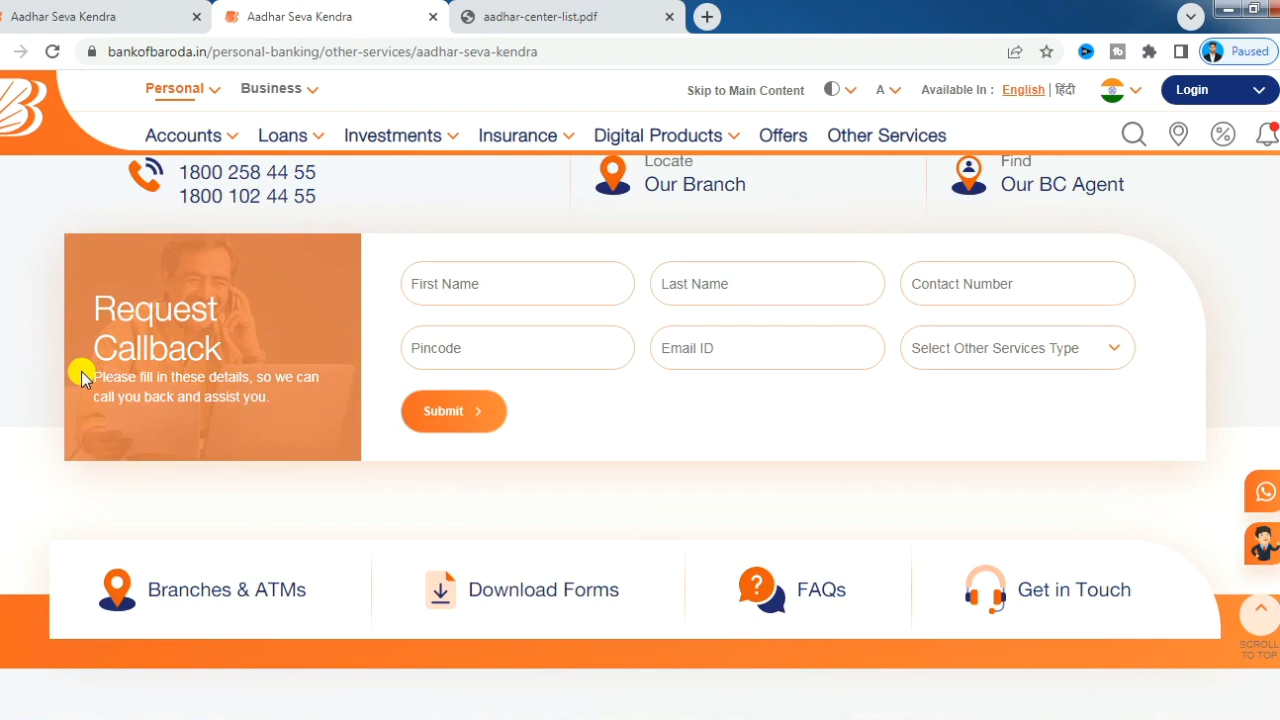 Aadhar Seva Kendra
Aadhar Seva Kendra
aadhar-center-list.pdf
bankofbaroda.in/personal-banking/other-services/aadhar-seva-kendra
Paused
Personal
Business
Skip to Main Content
A
Available In : English | हिंदी
Login
Accounts
Loans
Investments
Insurance
Digital Products
Offers
Other Services
1800 258 44 55
1800 102 44 55
Locate
Our Branch
Find
Our BC Agent
Request
Callback
Please fill in these details, so we can
call you back and assist you.
First Name
Last Name
Contact Number
Pincode
Email ID
Select Other Services Type
Submit
Branches & ATMs
Download Forms
FAQs
Get in Touch
SCROLL
TO TOP